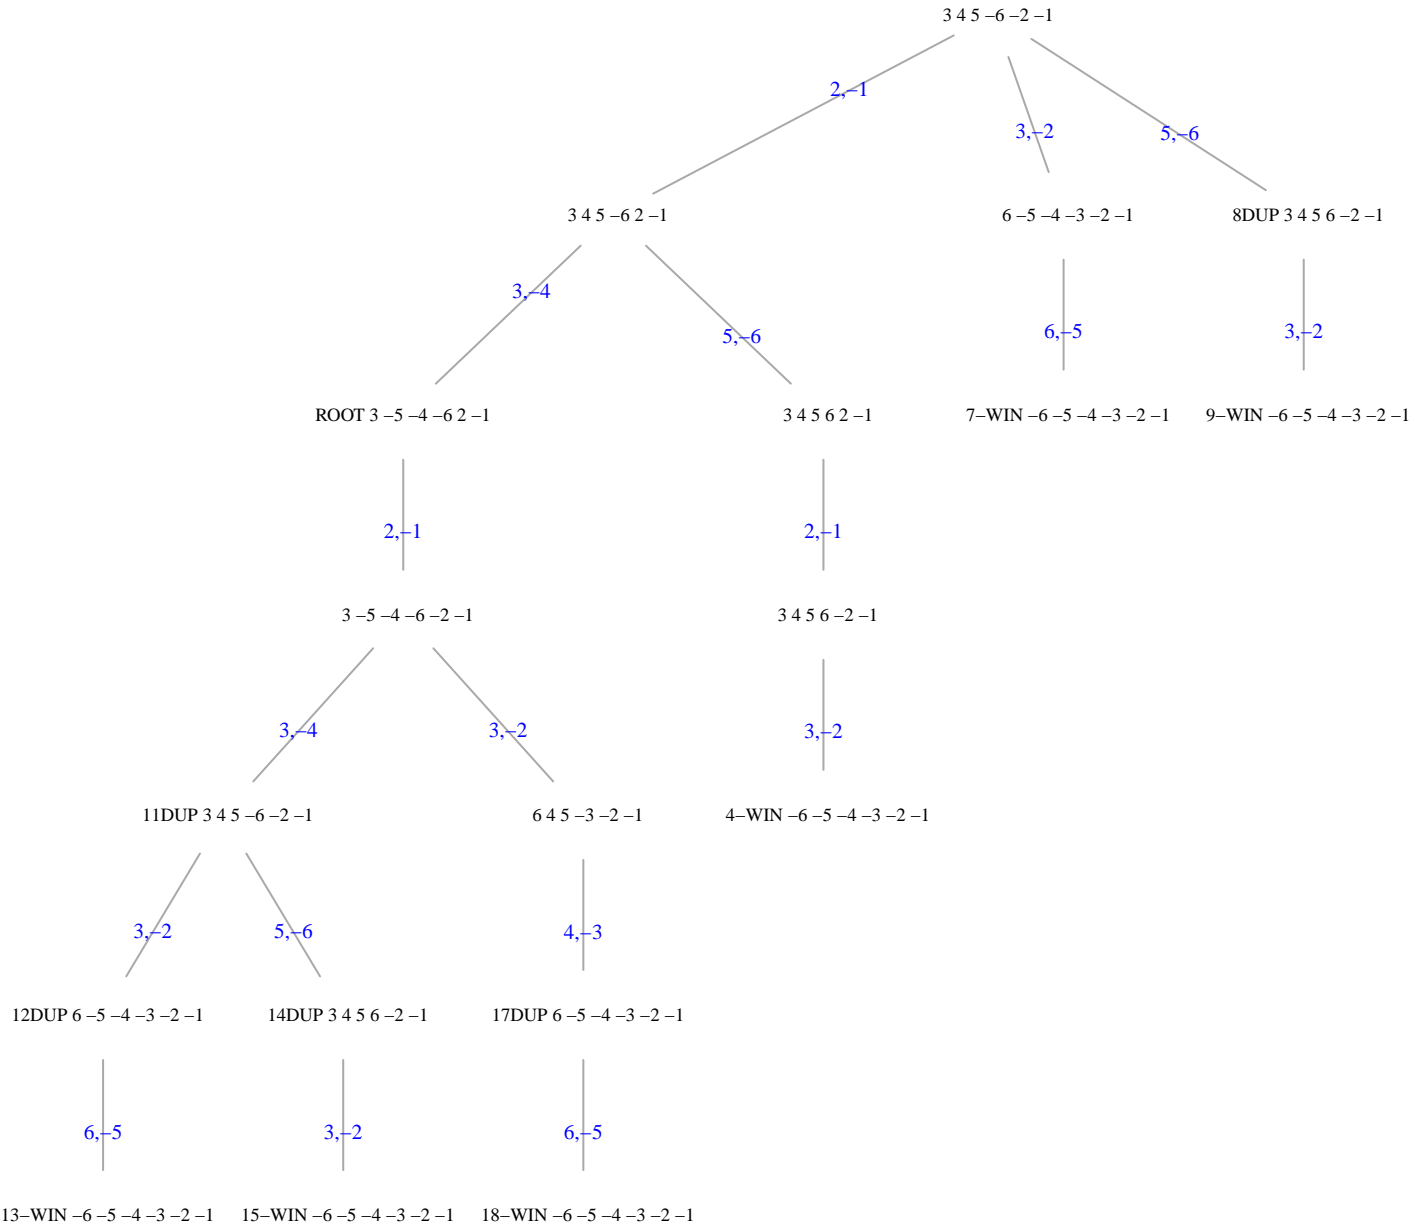 3 4 5 –6 –2 –1
2,–1
3,–2
5,–6
3 4 5 –6 2 –1
6 –5 –4 –3 –2 –1
8DUP 3 4 5 6 –2 –1
3,–4
5,–6
6,–5
3,–2
ROOT 3 –5 –4 –6 2 –1
3 4 5 6 2 –1
7–WIN –6 –5 –4 –3 –2 –1
9–WIN –6 –5 –4 –3 –2 –1
2,–1
2,–1
3 –5 –4 –6 –2 –1
3 4 5 6 –2 –1
3,–4
3,–2
3,–2
11DUP 3 4 5 –6 –2 –1
6 4 5 –3 –2 –1
4–WIN –6 –5 –4 –3 –2 –1
3,–2
5,–6
4,–3
12DUP 6 –5 –4 –3 –2 –1
14DUP 3 4 5 6 –2 –1
17DUP 6 –5 –4 –3 –2 –1
6,–5
3,–2
6,–5
13–WIN –6 –5 –4 –3 –2 –1
15–WIN –6 –5 –4 –3 –2 –1
18–WIN –6 –5 –4 –3 –2 –1